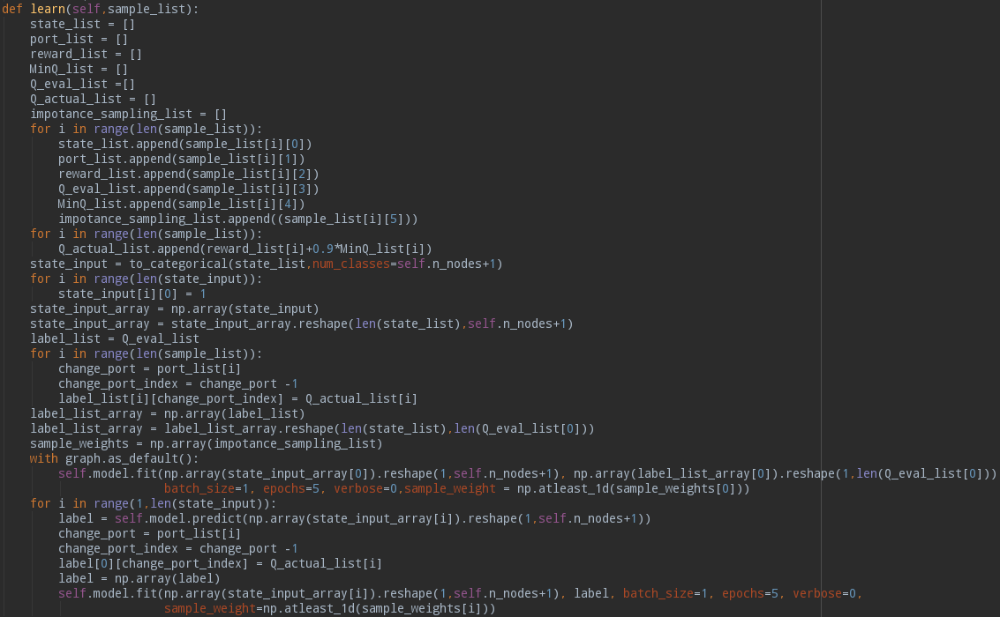 def learn(self,sample_list):
    state_list = []
    port_list = []
    reward_list = []
    MinQ_list = []
    Q_eval_list =[]
    Q_actual_list = []
    impotance_sampling_list = []
    for i in range(len(sample_list)):
        state_list.append(sample_list[i][0])
        port_list.append(sample_list[i][1])
        reward_list.append(sample_list[i][2])
        Q_eval_list.append(sample_list[i][3])
        MinQ_list.append(sample_list[i][4])
        impotance_sampling_list.append((sample_list[i][5]))
    for i in range(len(sample_list)):
        Q_actual_list.append(reward_list[i]+0.9*MinQ_list[i])
    state_input = to_categorical(state_list,num_classes=self.n_nodes+1)
    for i in range(len(state_input)):
        state_input[i][0] = 1
    state_input_array = np.array(state_input)
    state_input_array = state_input_array.reshape(len(state_list),self.n_nodes+1)
    label_list = Q_eval_list
    for i in range(len(sample_list)):
        change_port = port_list[i]
        change_port_index = change_port -1
        label_list[i][change_port_index] = Q_actual_list[i]
    label_list_array = np.array(label_list)
    label_list_array = label_list_array.reshape(len(state_list),len(Q_eval_list[0]))
    sample_weights = np.array(impotance_sampling_list)
    with graph.as_default():
        self.model.fit(np.array(state_input_array[0]).reshape(1,self.n_nodes+1), np.array(label_list_array[0]).reshape(1,len(Q_eval_list[0]))
                       batch_size=1, epochs=5, verbose=0,sample_weight = np.atleast_1d(sample_weights[0]))
    for i in range(1,len(state_input)):
        label = self.model.predict(np.array(state_input_array[i]).reshape(1,self.n_nodes+1))
        change_port = port_list[i]
        change_port_index = change_port -1
        label[0][change_port_index] = Q_actual_list[i]
        label = np.array(label)
        self.model.fit(np.array(state_input_array[i]).reshape(1,self.n_nodes+1), label, batch_size=1, epochs=5, verbose=0,
                       sample_weight=np.atleast_1d(sample_weights[i]))